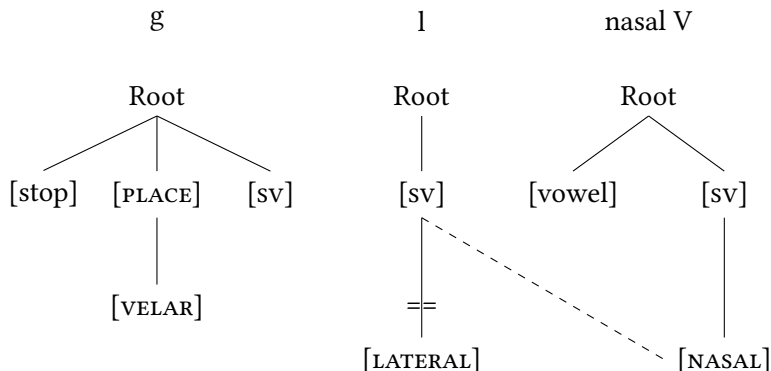 g l nasal V
Root Root Root
[stop] [PLACE] [sv] [sv] [vowel] [sv]
[VELAR]
==
[LATERAL] [NASAL]